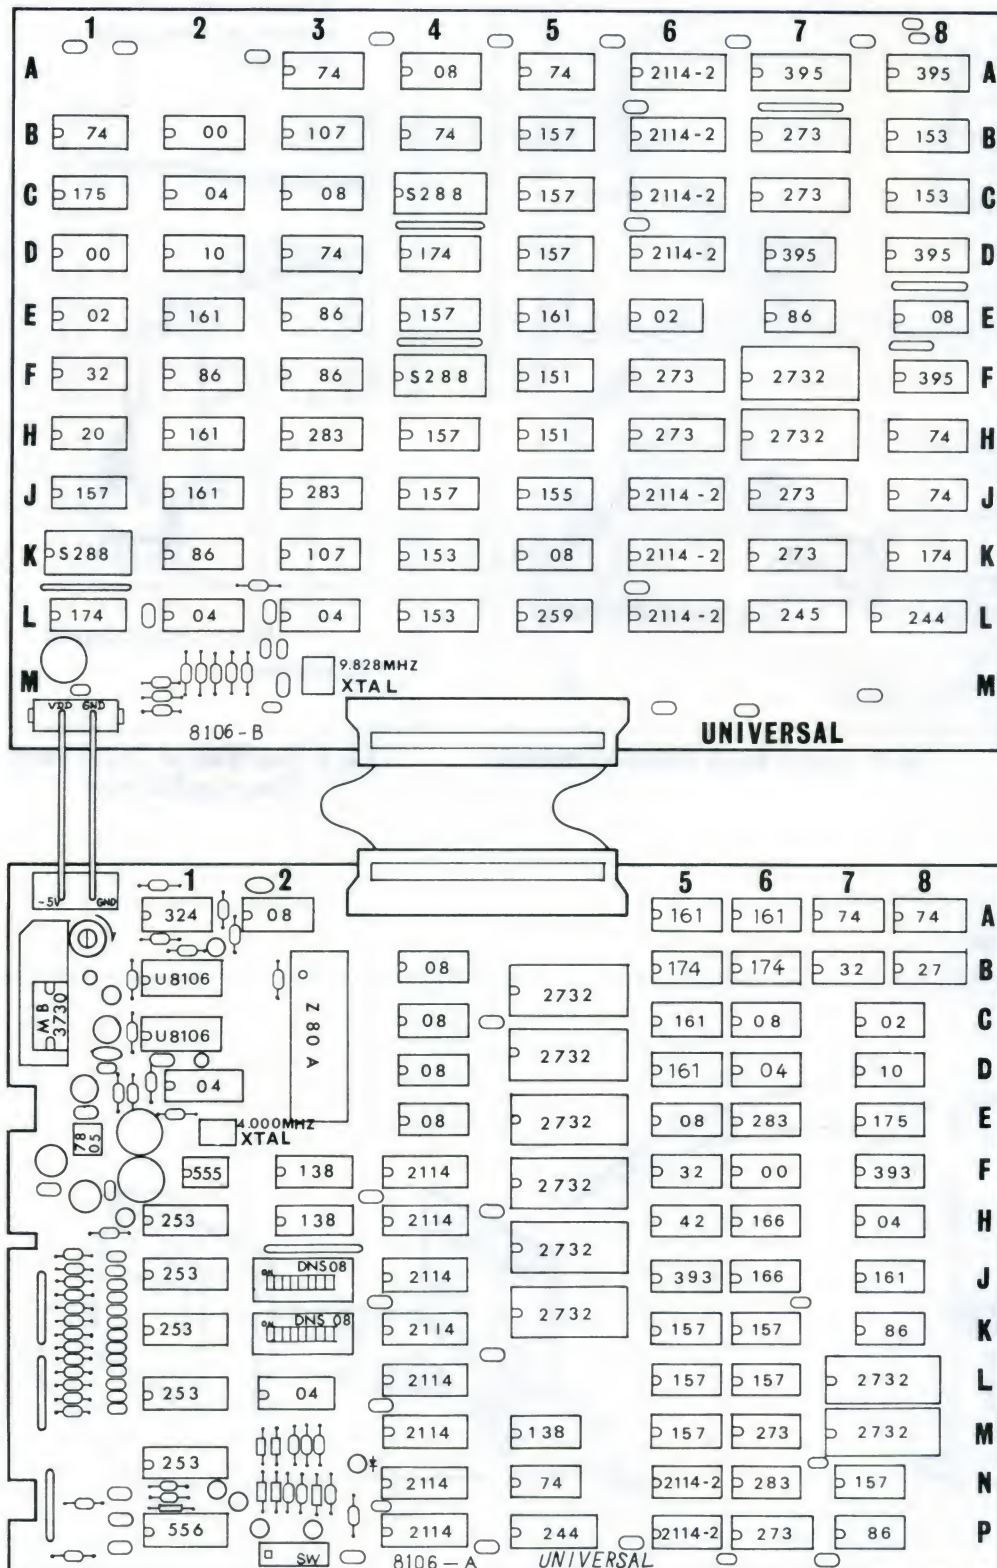 1 2 3 4 5 6 7 8
A 74 08 74 2114-2 395 395 A
B 74 00 107 74 157 2114-2 273 153 B
C 175 04 08 S288 157 2114-2 273 153 C
D 00 10 74 174 157 2114-2 395 395 D
E 02 161 86 157 161 02 86 08 E
F 32 86 86 S288 151 273 2732 395 F
H 20 161 283 157 151 273 2732 74 H
J 157 161 283 157 155 2114-2 273 74 J
K S288 86 107 153 08 2114-2 273 174 K
L 174 04 04 153 259 2114-2 245 244 L
9.828MHZ
M XTAL M
VDD GND
8106-B UNIVERSAL
1 2 5 6 7 8
-5V GND
324 08 161 161 74 74 A
U8106 08 2732 174 174 32 27 B
MB 3730
Z80A
U8106 08 2732 161 08 02 C
04 08 161 04 10 D
4.000MHZ
XTAL
78 05
08 2732 08 283 175 E
555 138 2114 2732 32 00 393 F
253 138 2114 2732 42 166 04 H
253 ON DNS08 2114 2732 393 166 161 J
253 ON DNS 08 2114 157 157 86 K
253 04 2114 157 157 2732 L
2114 138 157 273 2732 M
253 2114 74 2114-2 283 157 N
556 SW 2114 244 2114-2 273 86 P
8106-A UNIVERSAL